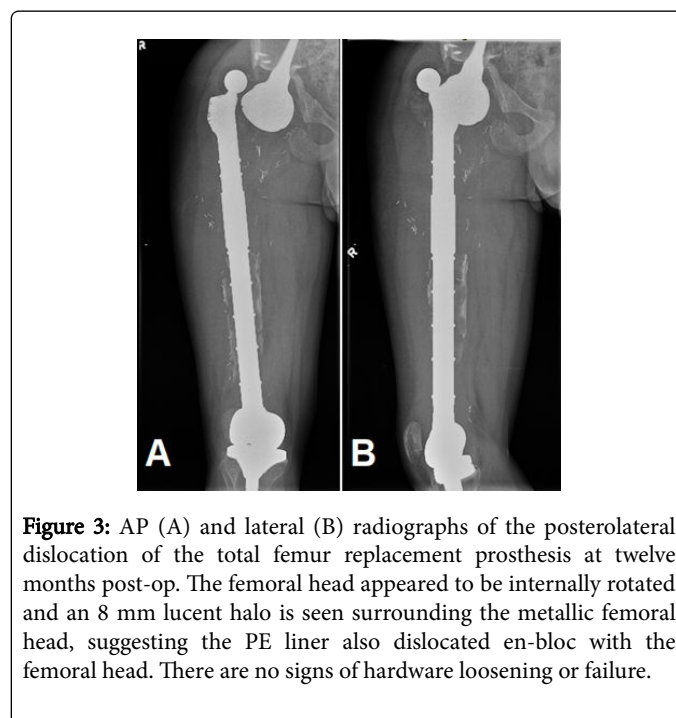 R
R
A
B
Figure 3: AP (A) and lateral (B) radiographs of the posterolateral
dislocation of the total femur replacement prosthesis at twelve
months post-op. The femoral head appeared to be internally rotated
and an 8 mm lucent halo is seen surrounding the metallic femoral
head, suggesting the PE liner also dislocated en-bloc with the
femoral head. There are no signs of hardware loosening or failure.